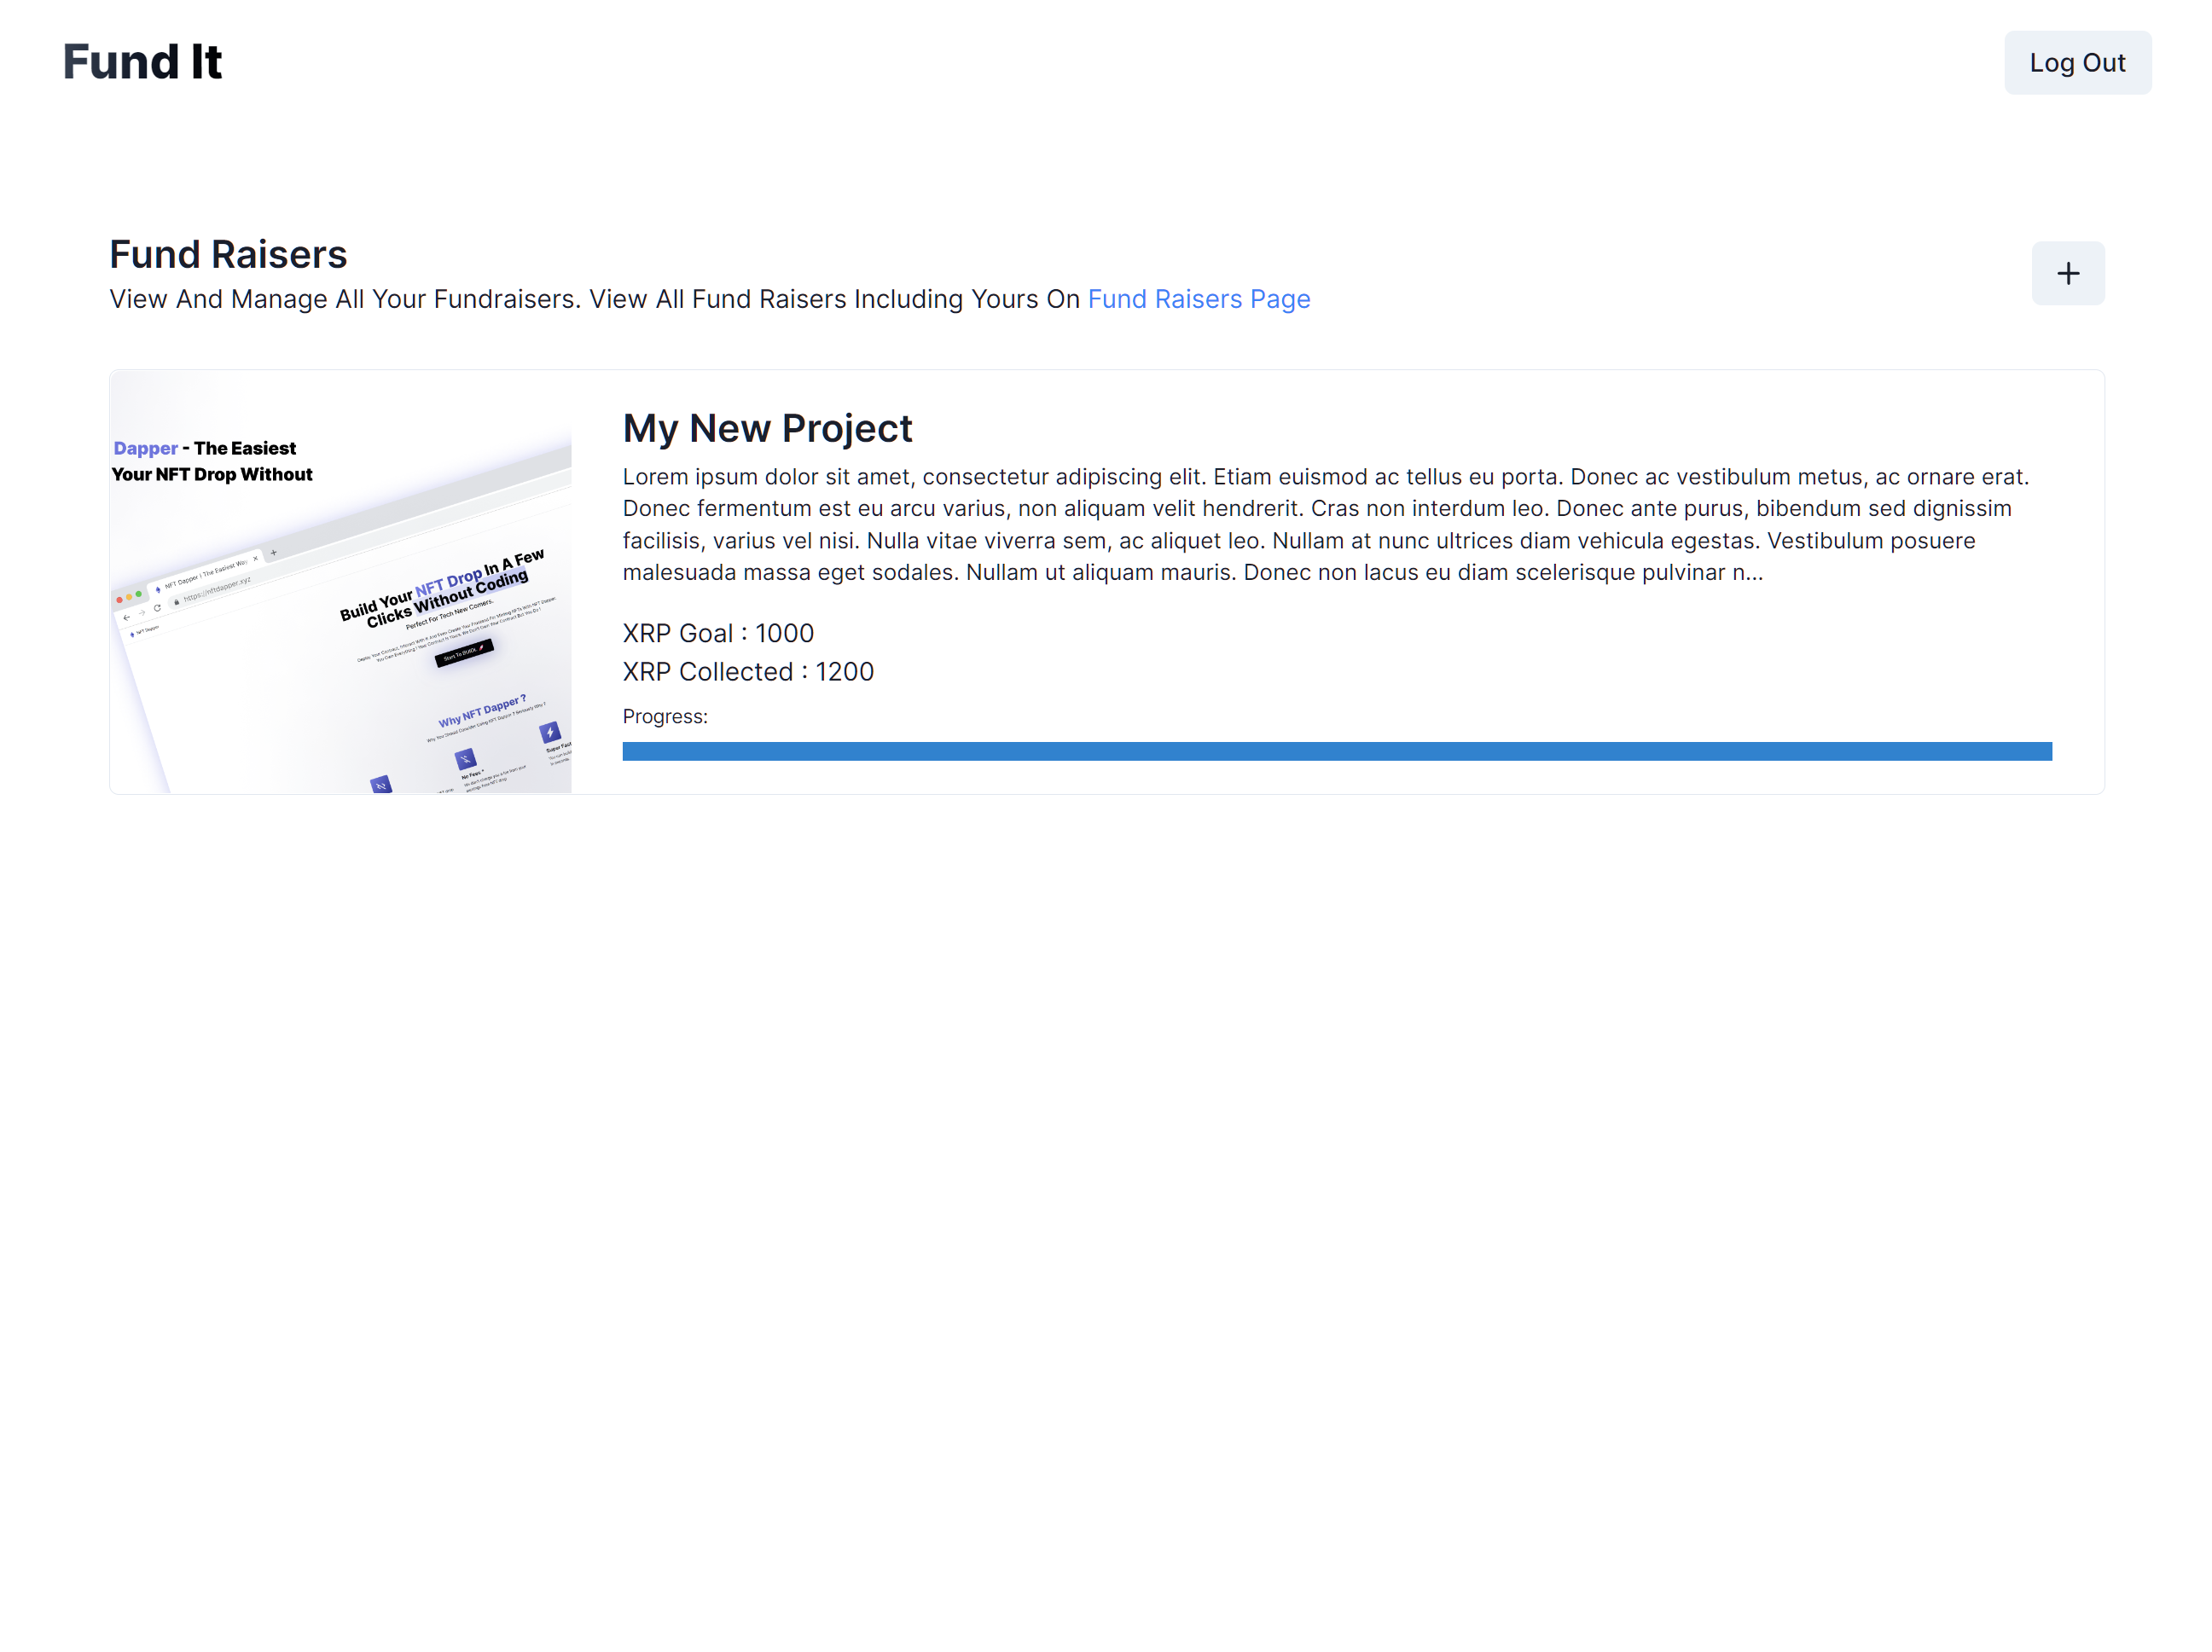 Fund It
Log Out
Fund Raisers
View And Manage All Your Fundraisers. View All Fund Raisers Including Yours On Fund Raisers Page
+
Dapper - The Easiest
Your NFT Drop Without
NFT Dapper / The Easiest Way
https://nftdapper.xyz
NFT Dapper
Build Your NFT Drop In A Few
Clicks Without Coding
Perfect For Tech New Comers.
Start To BUIDL
Why NFT Dapper ?
No Fees *
Super Fast
My New Project
Lorem ipsum dolor sit amet, consectetur adipiscing elit. Etiam euismod ac tellus eu porta. Donec ac vestibulum metus, ac ornare erat.
Donec fermentum est eu arcu varius, non aliquam velit hendrerit. Cras non interdum leo. Donec ante purus, bibendum sed dignissim
facilisis, varius vel nisi. Nulla vitae viverra sem, ac aliquet leo. Nullam at nunc ultrices diam vehicula egestas. Vestibulum posuere
malesuada massa eget sodales. Nullam ut aliquam mauris. Donec non lacus eu diam scelerisque pulvinar n...
XRP Goal : 1000
XRP Collected : 1200
Progress: